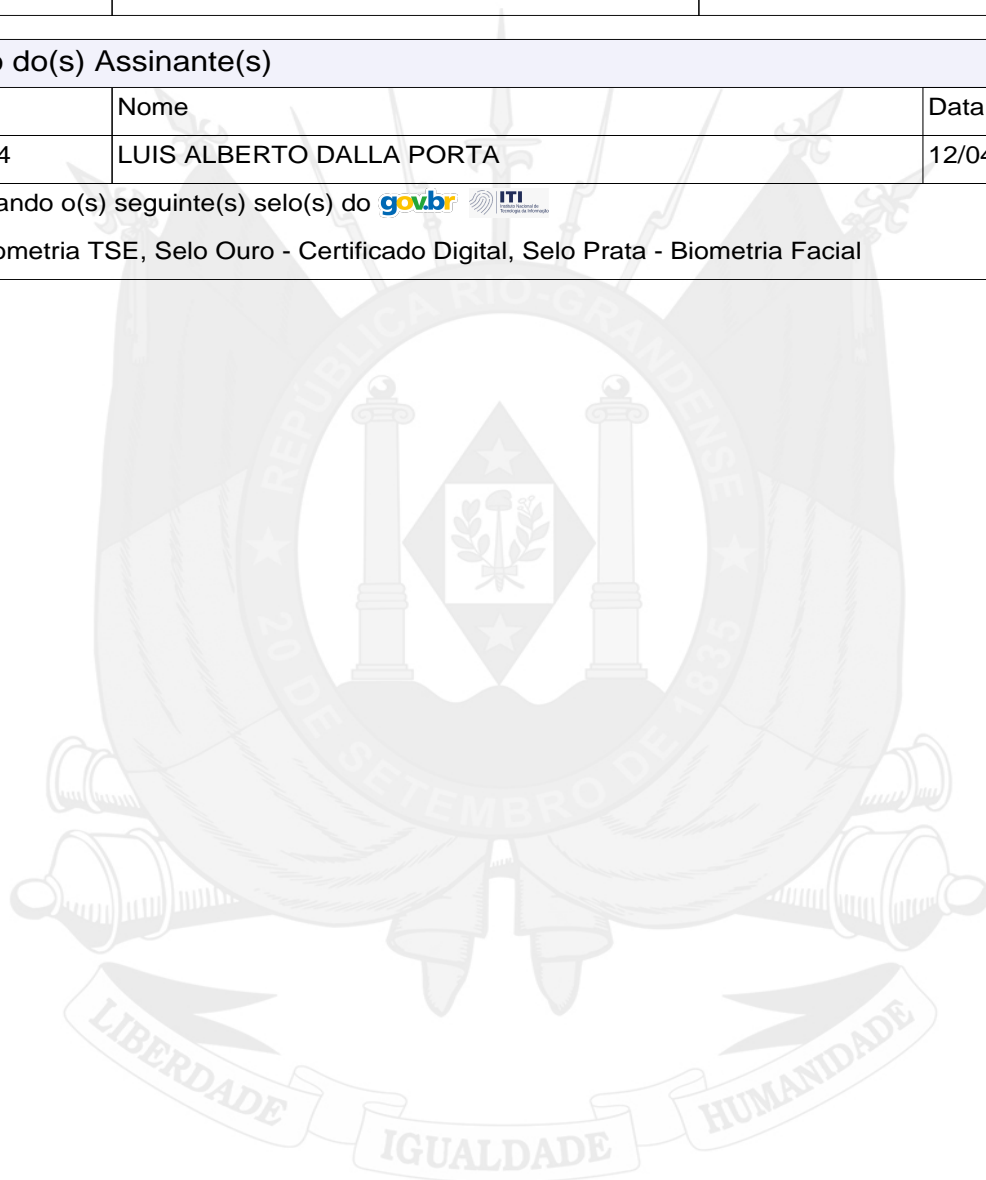 o do(s) Assinante(s)
Nome Data
4 LUIS ALBERTO DALLA PORTA 12/04
ando o(s) seguinte(s) selo(s) do gov.br ITI
ometria TSE, Selo Ouro - Certificado Digital, Selo Prata - Biometria Facial
REPÚBLICA RIO-GRANDENSE
20 DE SETEMBRO DE 1835
LIBERDADE IGUALDADE HUMANIDADE